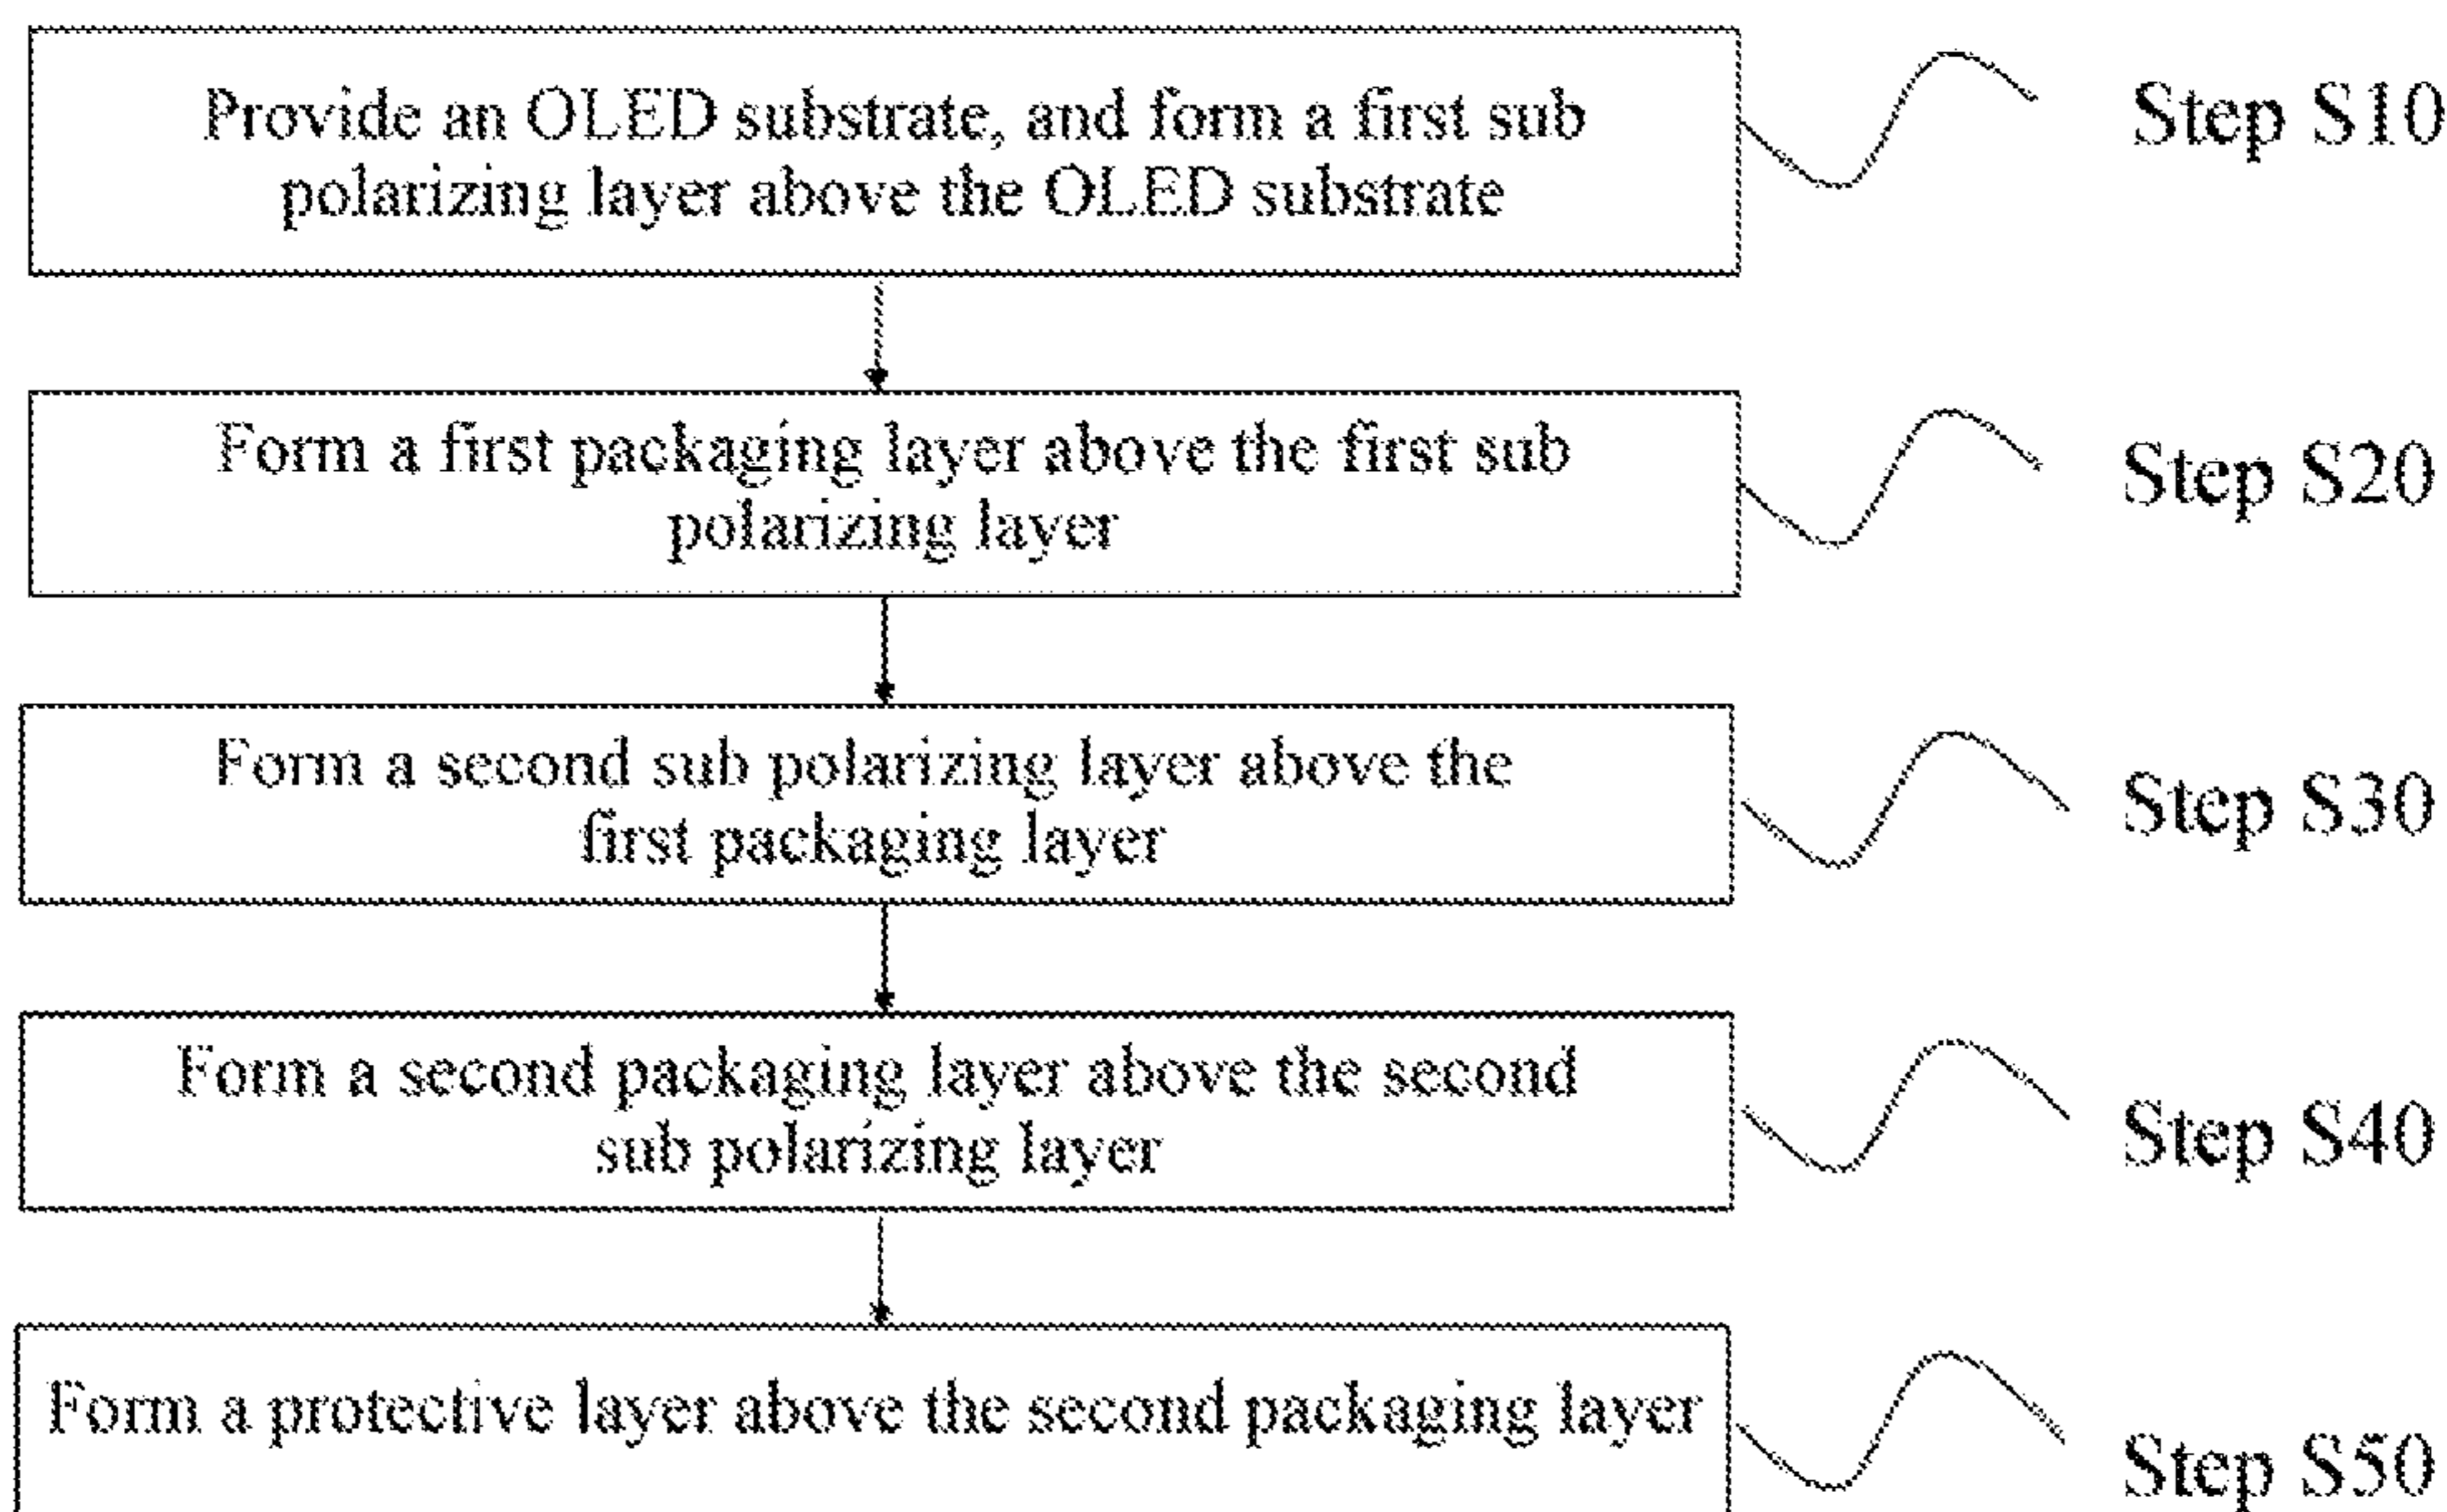 Provide an OLED substrate, and form a first sub
polarizing layer above the OLED substrate
Step S10
Form a first packaging layer above the first sub
polarizing layer
Step S20
Form a second sub polarizing layer above the
first packaging layer
Step S30
Form a second packaging layer above the second
sub polarizing layer
Step S40
Form a protective layer above the second packaging layer
Step S50